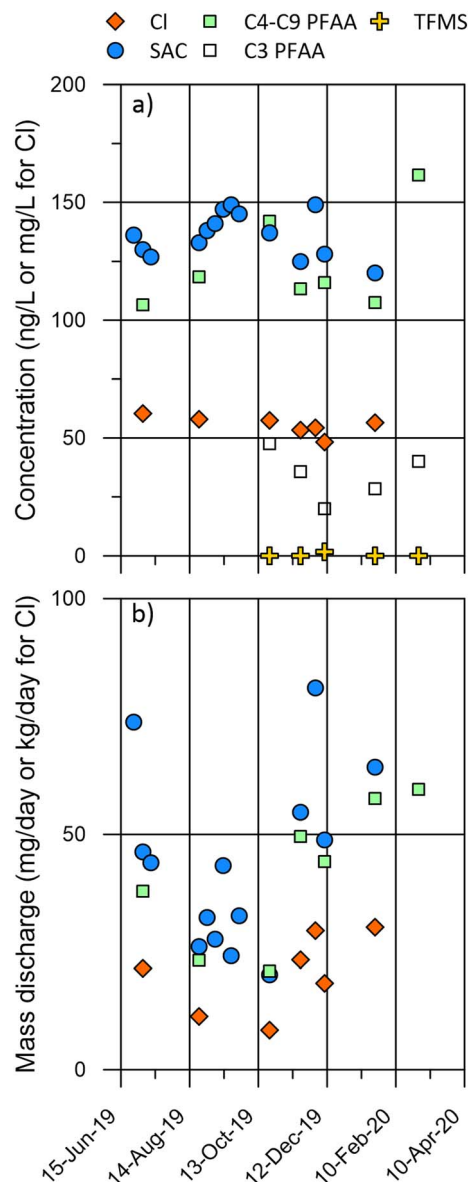 Cl C4-C9 PFAA TFMS
SAC C3 PFAA
200
a)
150
100
50
0
Concentration (ng/L or mg/L for Cl)
100
b)
50
0
Mass discharge (mg/day or kg/day for Cl)
15-Jun-19
14-Aug-19
13-Oct-19
12-Dec-19
10-Feb-20
10-Apr-20